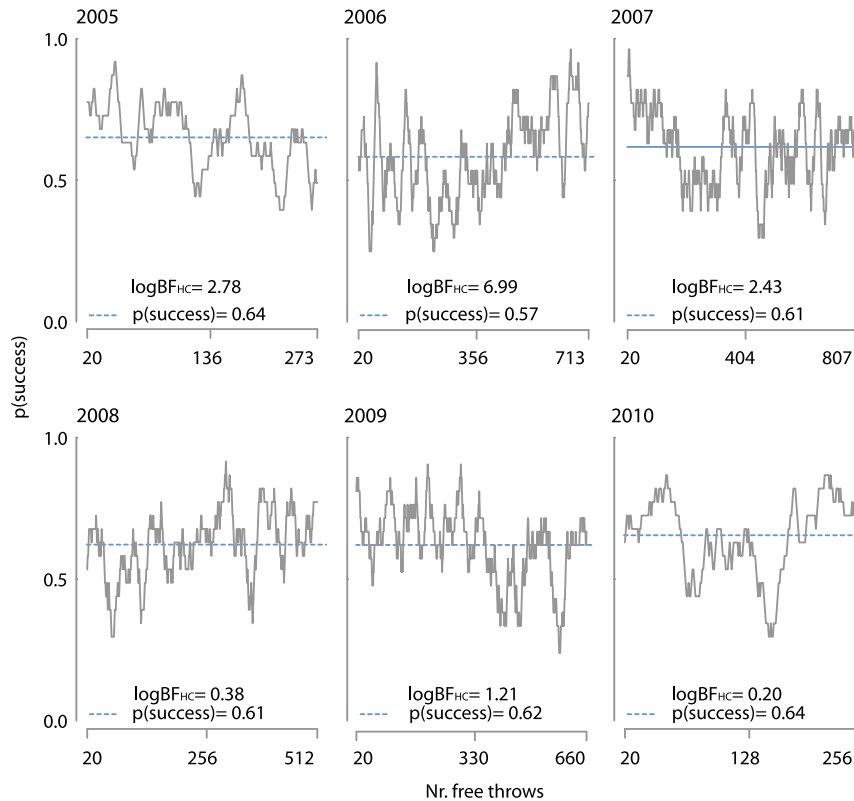 2005
2006
2007
1.0
0.5
0.0
logBFHC= 2.78
p(success)= 0.64
logBFHC= 6.99
p(success)= 0.57
logBFHC= 2.43
p(success)= 0.61
20 136 273
20 356 713
20 404 807
p(success)
2008
2009
2010
1.0
0.5
0.0
logBFHC= 0.38
p(success)= 0.61
logBFHC= 1.21
p(success)= 0.62
logBFHC= 0.20
p(success)= 0.64
20 256 512
20 330 660
20 128 256
Nr. free throws